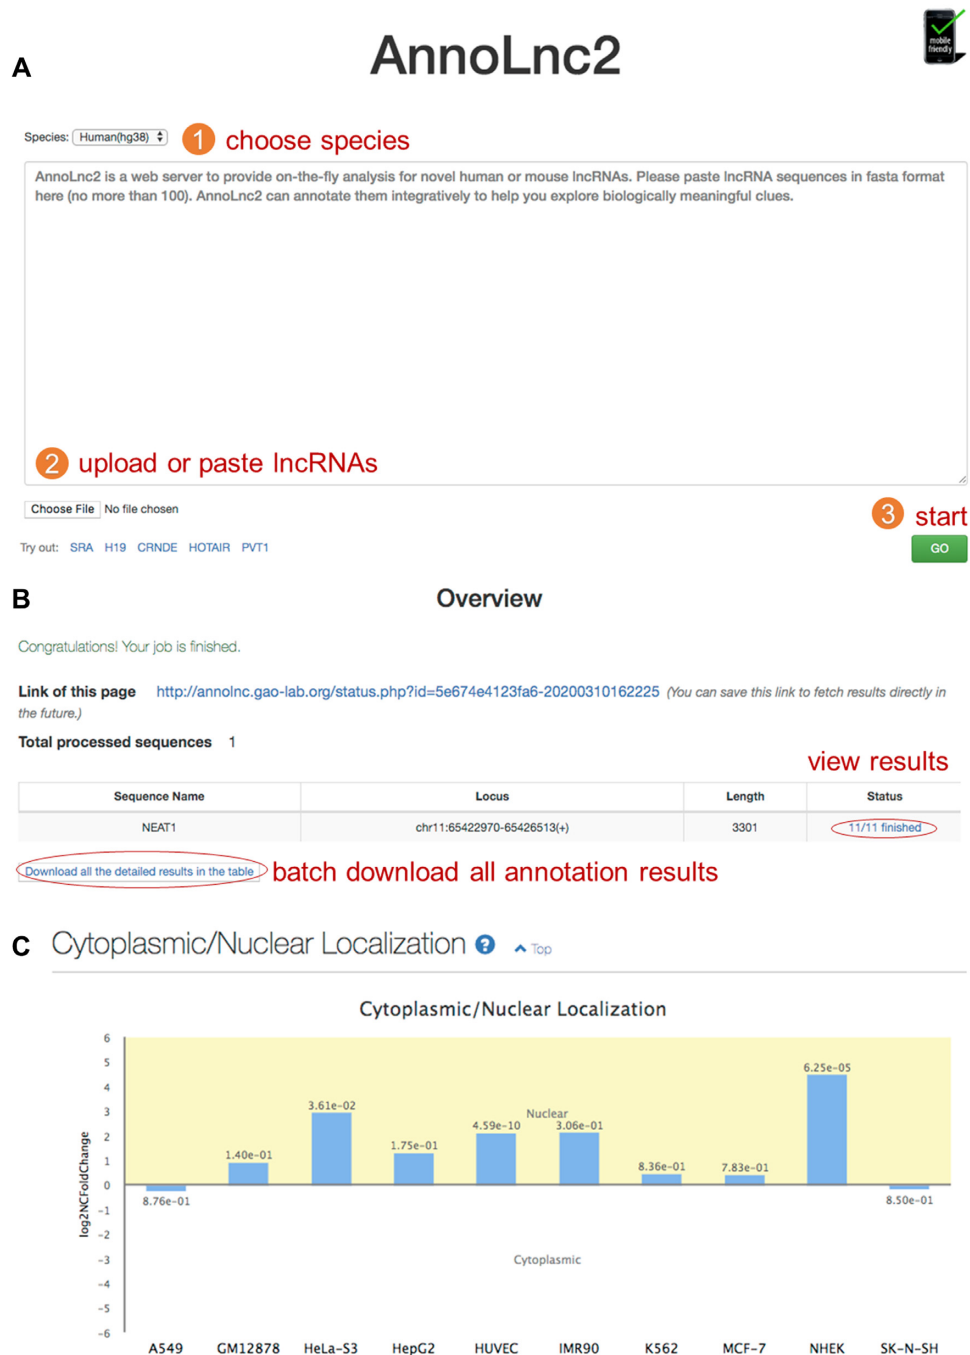 A
AnnoLnc2
mobile
friendly
Species: Human(hg38)
1 choose species
AnnoLnc2 is a web server to provide on-the-fly analysis for novel human or mouse lncRNAs. Please paste lncRNA sequences in fasta format
here (no more than 100). AnnoLnc2 can annotate them integratively to help you explore biologically meaningful clues.
2 upload or paste lncRNAs
Choose File No file chosen
3 start
Try out: SRA H19 CRNDE HOTAIR PVT1
GO
B
Overview
Congratulations! Your job is finished.
Link of this page http://annolnc.gao-lab.org/status.php?id=5e674e4123fa6-20200310162225 (You can save this link to fetch results directly in
the future.)
Total processed sequences 1
view results
Sequence Name Locus Length Status
NEAT1 chr11:65422970-65426513(+) 3301 11/11 finished
Download all the detailed results in the table batch download all annotation results
C Cytoplasmic/Nuclear Localization ? Top
Cytoplasmic/Nuclear Localization
log2NCFoldChange
6
5
4
3
2
1
0
-1
-2
-3
-4
-5
-6
8.76e-01
1.40e-01
3.61e-02
1.75e-01
4.59e-10
3.06e-01
8.36e-01
7.83e-01
6.25e-05
8.50e-01
Nuclear
Cytoplasmic
A549 GM12878 HeLa-S3 HepG2 HUVEC IMR90 K562 MCF-7 NHEK SK-N-SH